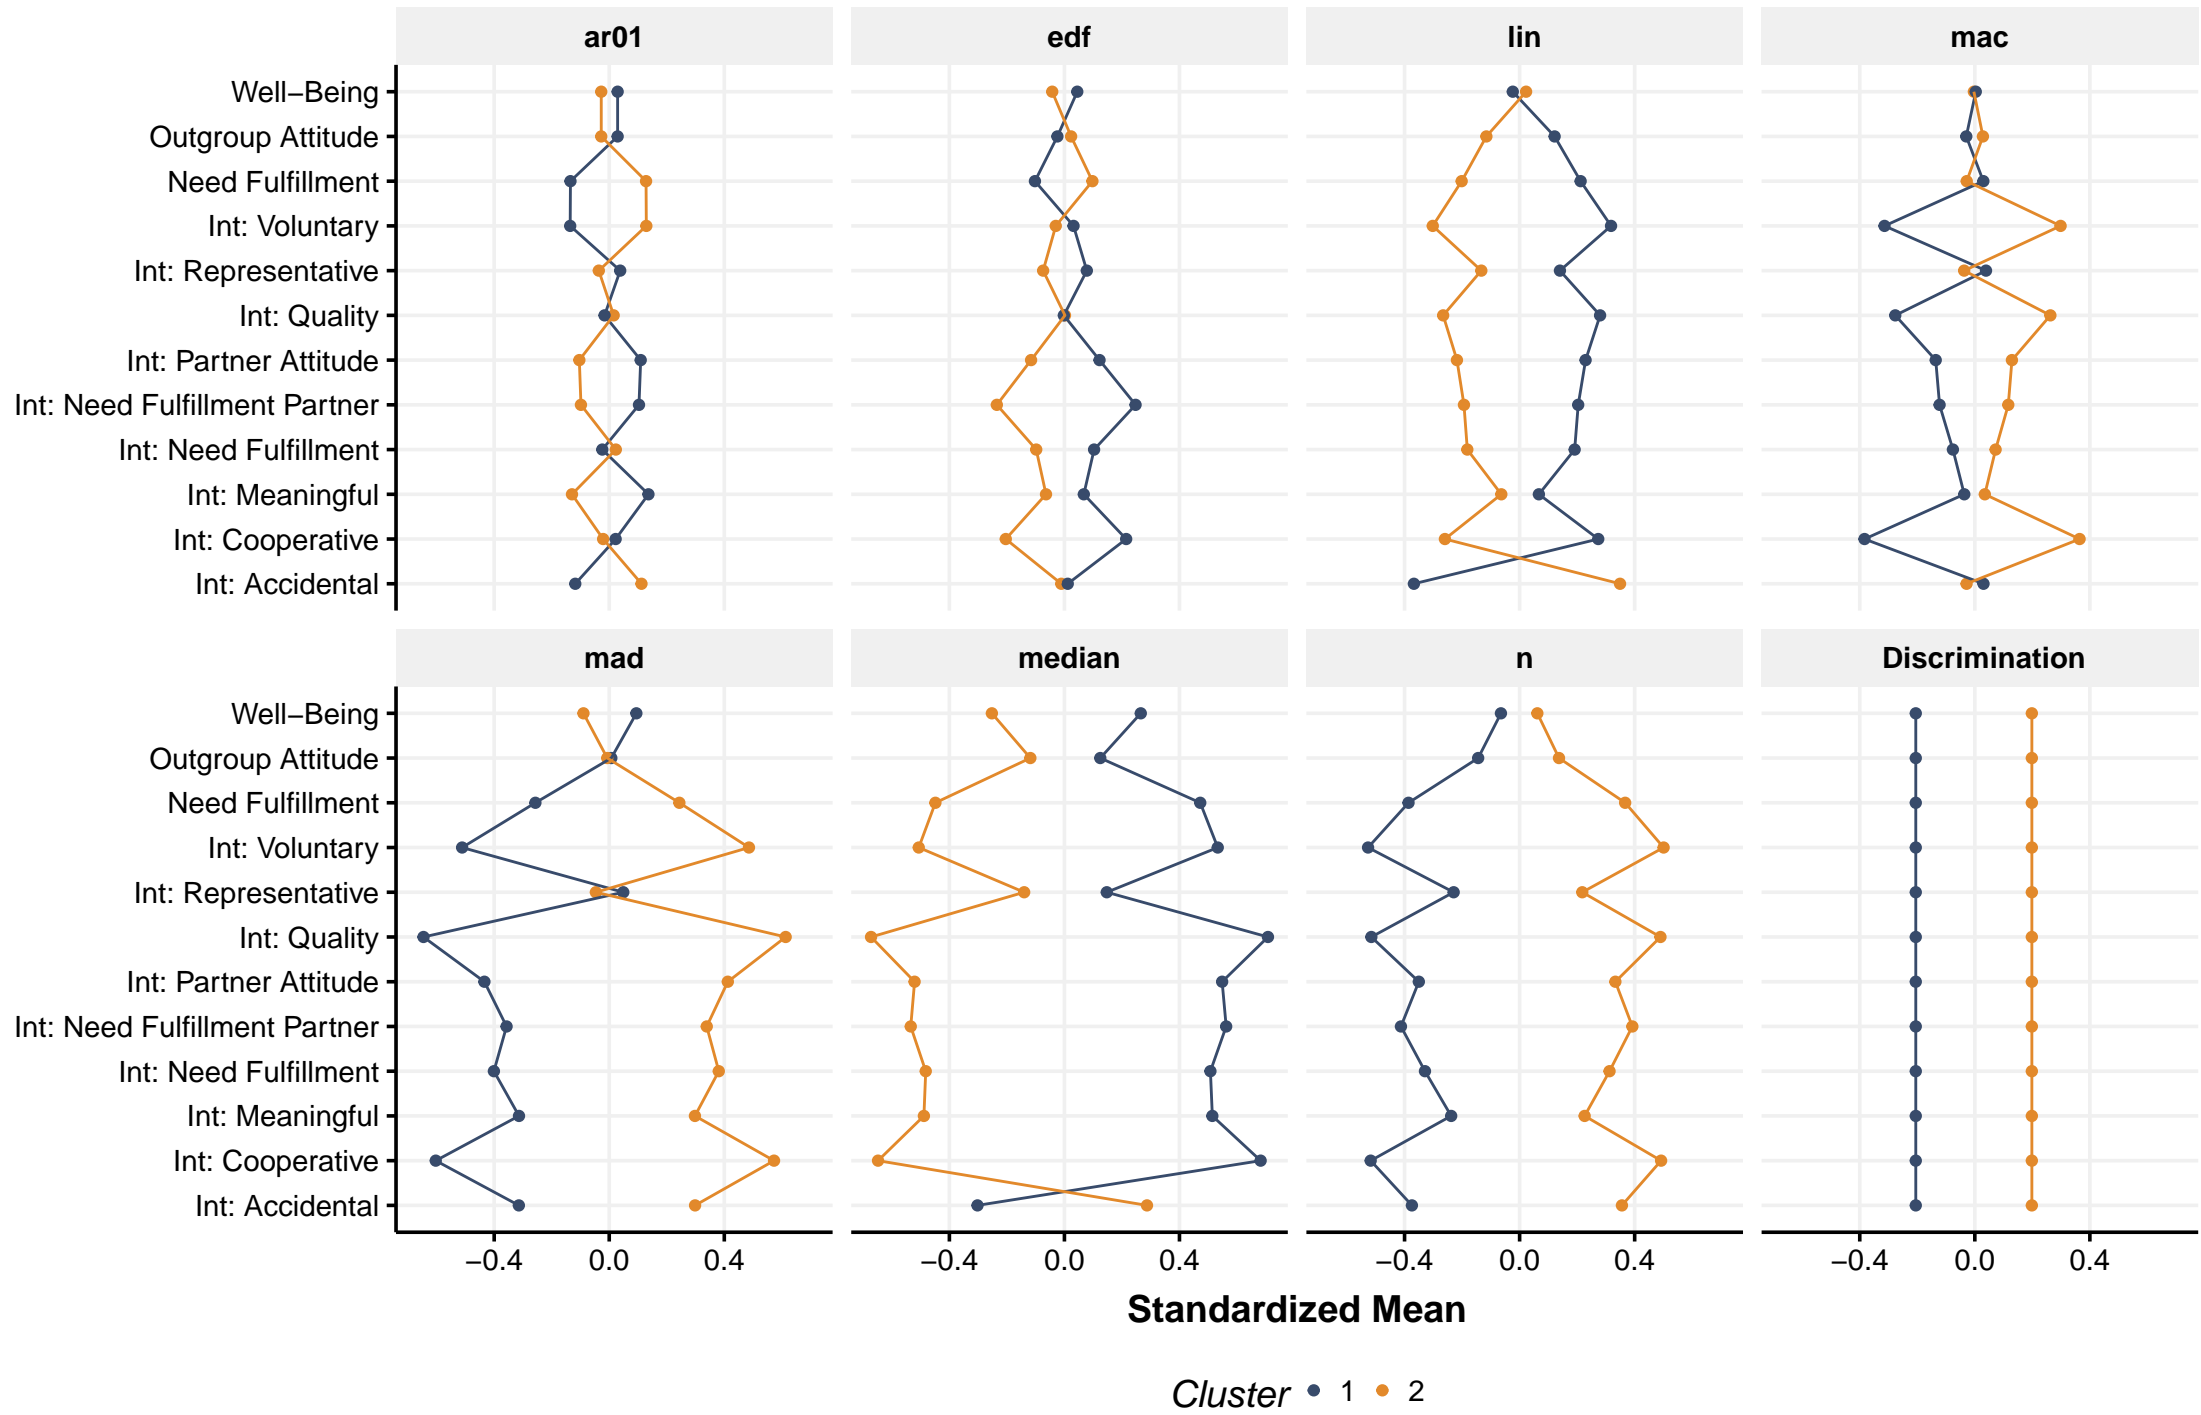 ar01 edf lin mac
Well−Being
Outgroup Attitude
Need Fulfillment
Int: Voluntary
Int: Representative
Int: Quality
Int: Partner Attitude
Int: Need Fulfillment Partner
Int: Need Fulfillment
Int: Meaningful
Int: Cooperative
Int: Accidental
mad median n Discrimination
Well−Being
Outgroup Attitude
Need Fulfillment
Int: Voluntary
Int: Representative
Int: Quality
Int: Partner Attitude
Int: Need Fulfillment Partner
Int: Need Fulfillment
Int: Meaningful
Int: Cooperative
Int: Accidental
−0.4 0.0 0.4 −0.4 0.0 0.4 −0.4 0.0 0.4 −0.4 0.0 0.4
Standardized Mean
Cluster 1 2